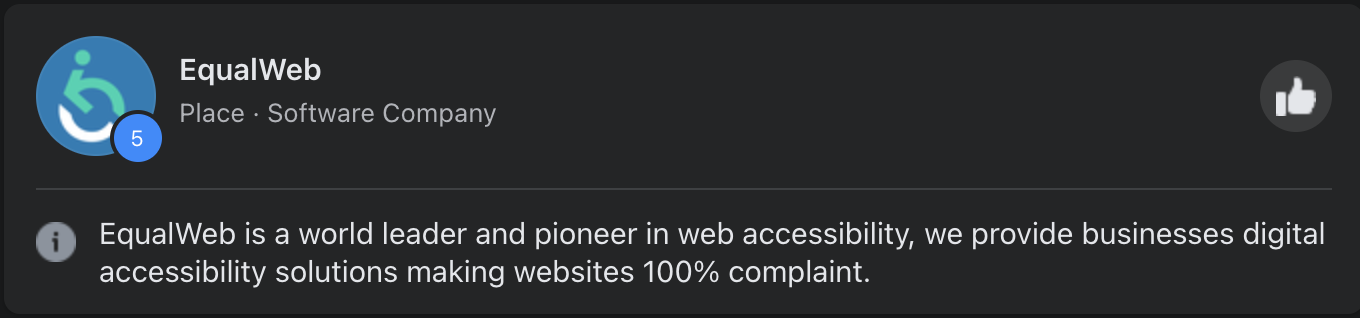 EqualWeb
Place · Software Company
5
EqualWeb is a world leader and pioneer in web accessibility, we provide businesses digital
accessibility solutions making websites 100% complaint.